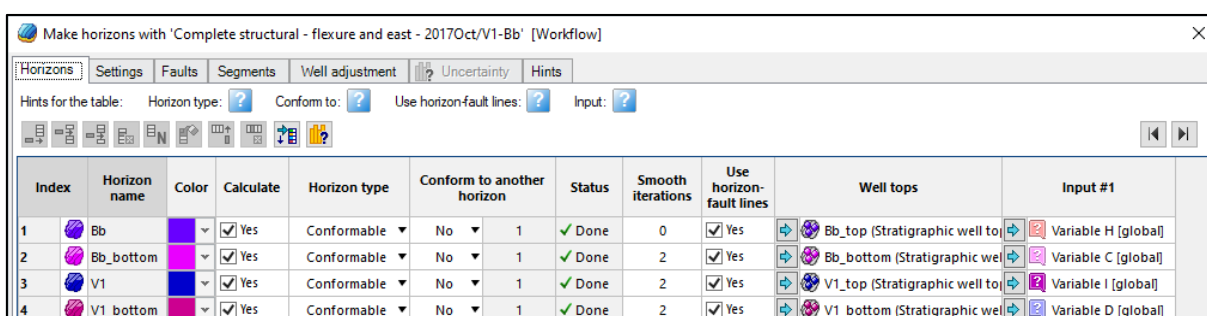 Make horizons with 'Complete structural - flexure and east - 2017Oct/V1-Bb' [Workflow]
Horizons Settings Faults Segments Well adjustment Uncertainty Hints
Hints for the table: Horizon type: ? Conform to: ? Use horizon-fault lines: ? Input: ?
Index Horizon name Color Calculate Horizon type Conform to another horizon Status Smooth iterations Use horizon-fault lines Well tops Input #1
1 Bb Yes Conformable No 1 Done 0 Yes Bb_top (Stratigraphic well to Variable H [global]
2 Bb_bottom Yes Conformable No 1 Done 2 Yes Bb_bottom (Stratigraphic wel Variable C [global]
3 V1 Yes Conformable No 1 Done 2 Yes V1_top (Stratigraphic well to Variable I [global]
4 V1_bottom Yes Conformable No 1 Done 2 Yes V1_bottom (Stratigraphic wel Variable D [global]